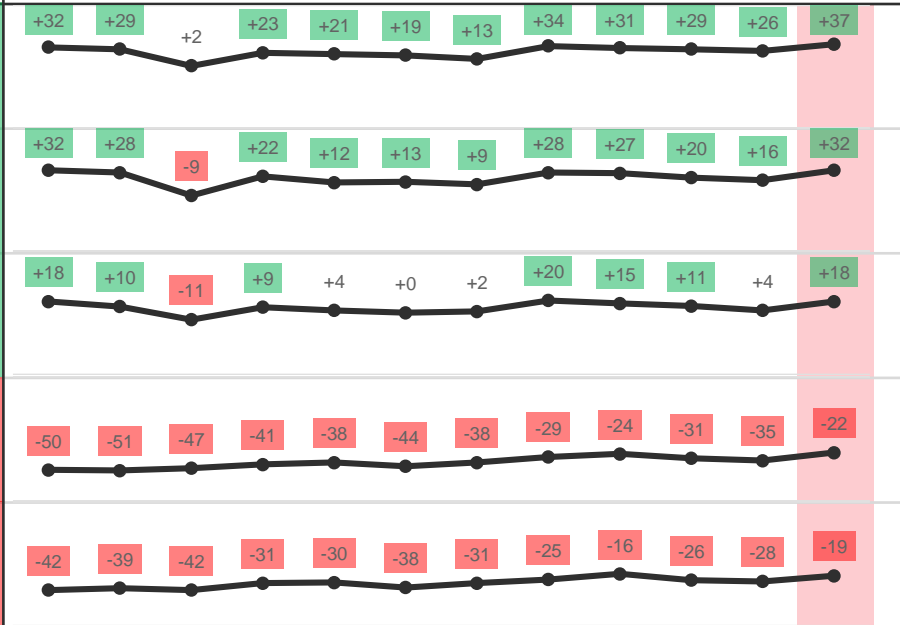 +32 +29 +2 +23 +21 +19 +13 +34 +31 +29 +26 +37
+32 +28 -9 +22 +12 +13 +9 +28 +27 +20 +16 +32
+18 +10 -11 +9 +4 +0 +2 +20 +15 +11 +4 +18
-50 -51 -47 -41 -38 -44 -38 -29 -24 -31 -35 -22
-42 -39 -42 -31 -30 -38 -31 -25 -16 -26 -28 -19